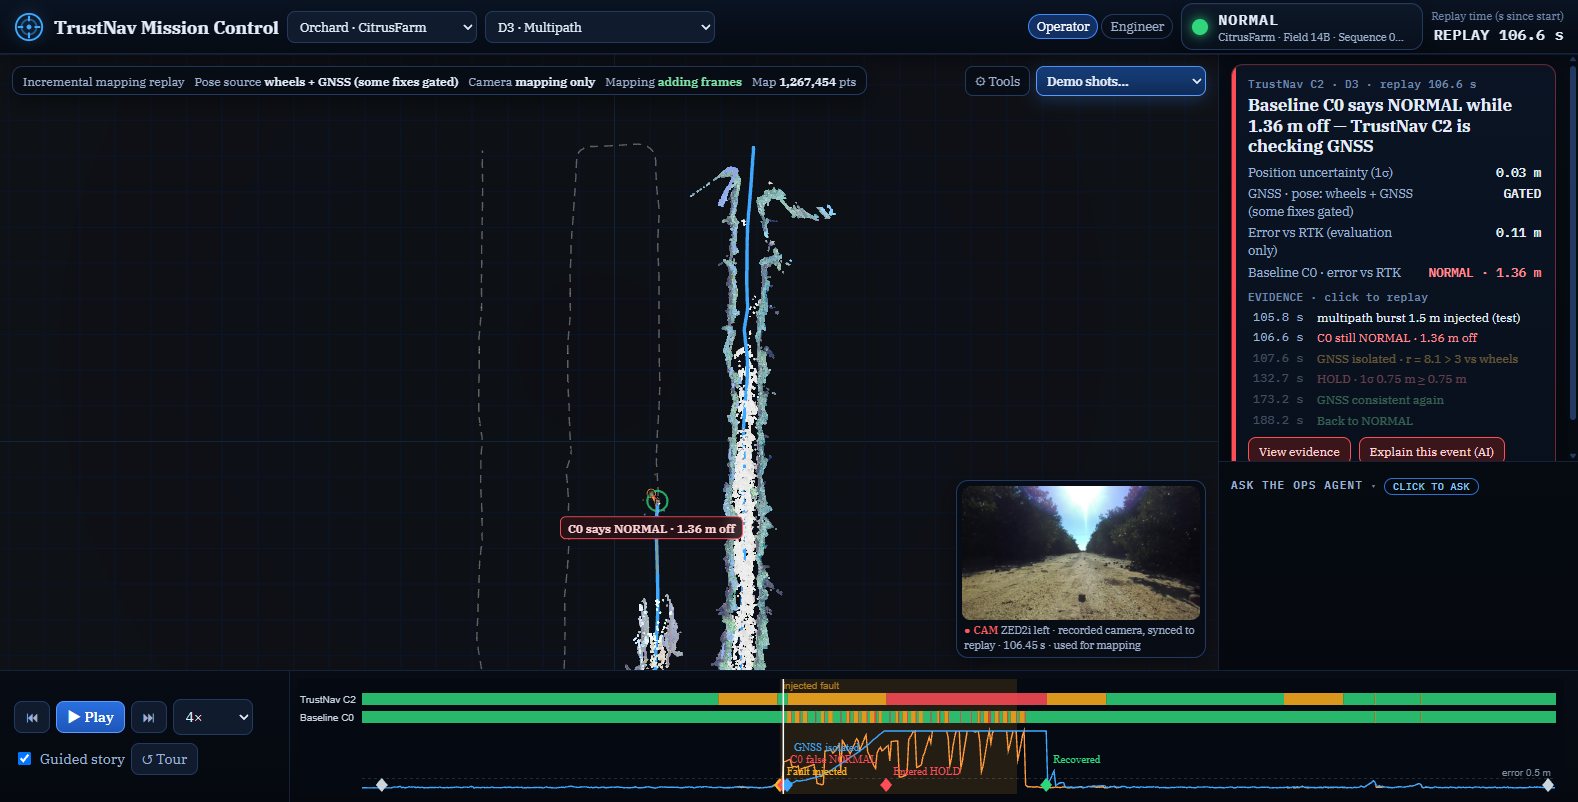 TrustNav Mission Control
Orchard · CitrusFarm
D3 · Multipath
Operator
Engineer
NORMAL
CitrusFarm · Field 14B · Sequence 0...
Replay time (s since start)
REPLAY 106.6 s
Incremental mapping replay Pose source wheels + GNSS (some fixes gated) Camera mapping only Mapping adding frames Map 1,267,454 pts
Tools
Demo shots...
C0 says NORMAL · 1.36 m off
CAM ZED2i left · recorded camera, synced to
replay · 106.45 s · used for mapping
TrustNav C2 · D3 · replay 106.6 s
Baseline C0 says NORMAL while
1.36 m off — TrustNav C2 is
checking GNSS
Position uncertainty (1σ) 0.03 m
GNSS · pose: wheels + GNSS GATED
(some fixes gated)
Error vs RTK (evaluation 0.11 m
only)
Baseline C0 · error vs RTK NORMAL · 1.36 m
EVIDENCE · click to replay
105.8 s multipath burst 1.5 m injected (test)
106.6 s C0 still NORMAL · 1.36 m off
107.6 s GNSS isolated · r = 8.1 > 3 vs wheels
132.7 s HOLD · 1σ 0.75 m ≥ 0.75 m
173.2 s GNSS consistent again
188.2 s Back to NORMAL
View evidence
Explain this event (AI)
ASK THE OPS AGENT · CLICK TO ASK
Play
4×
Guided story
Tour
injected fault
TrustNav C2
Baseline C0
GNSS isolated
C0 false NORMAL
Fault injected
Entered HOLD
Recovered
error 0.5 m